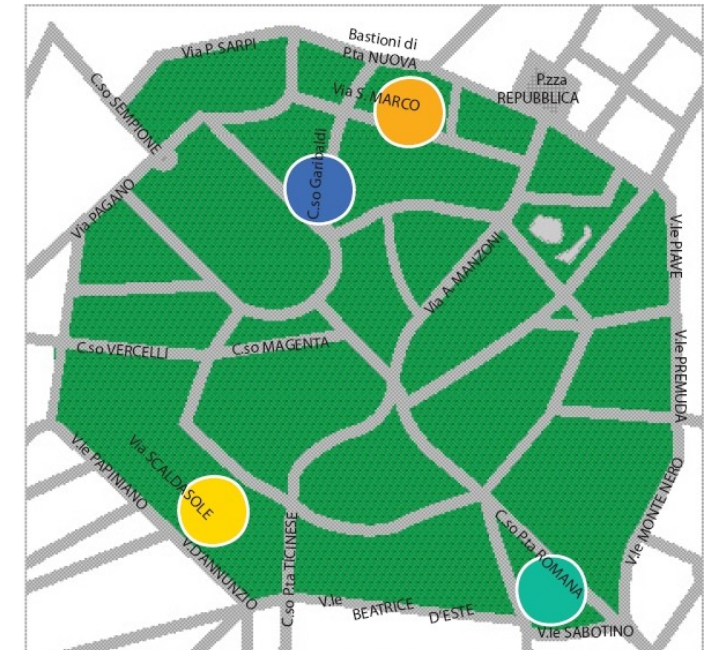 Bastioni di
P.ta NUOVA
Via P. SARPI
C.so SEMPIONE
P.zza
REPUBBLICA
Via S. MARCO
C.so Garibaldi
Via PAGANO
V.le PIAVE
Via A. MANZONI
C.so VERCELLI
C.so MAGENTA
V.le PREMUDA
Via SCALDASOLE
V.le PAPINIANO
V.le MONTE NERO
V.D'ANNUNZIO
C.so P.ta TICINESE
C.so P.ta ROMANA
V.le BEATRICE D'ESTE
V.le SABOTINO